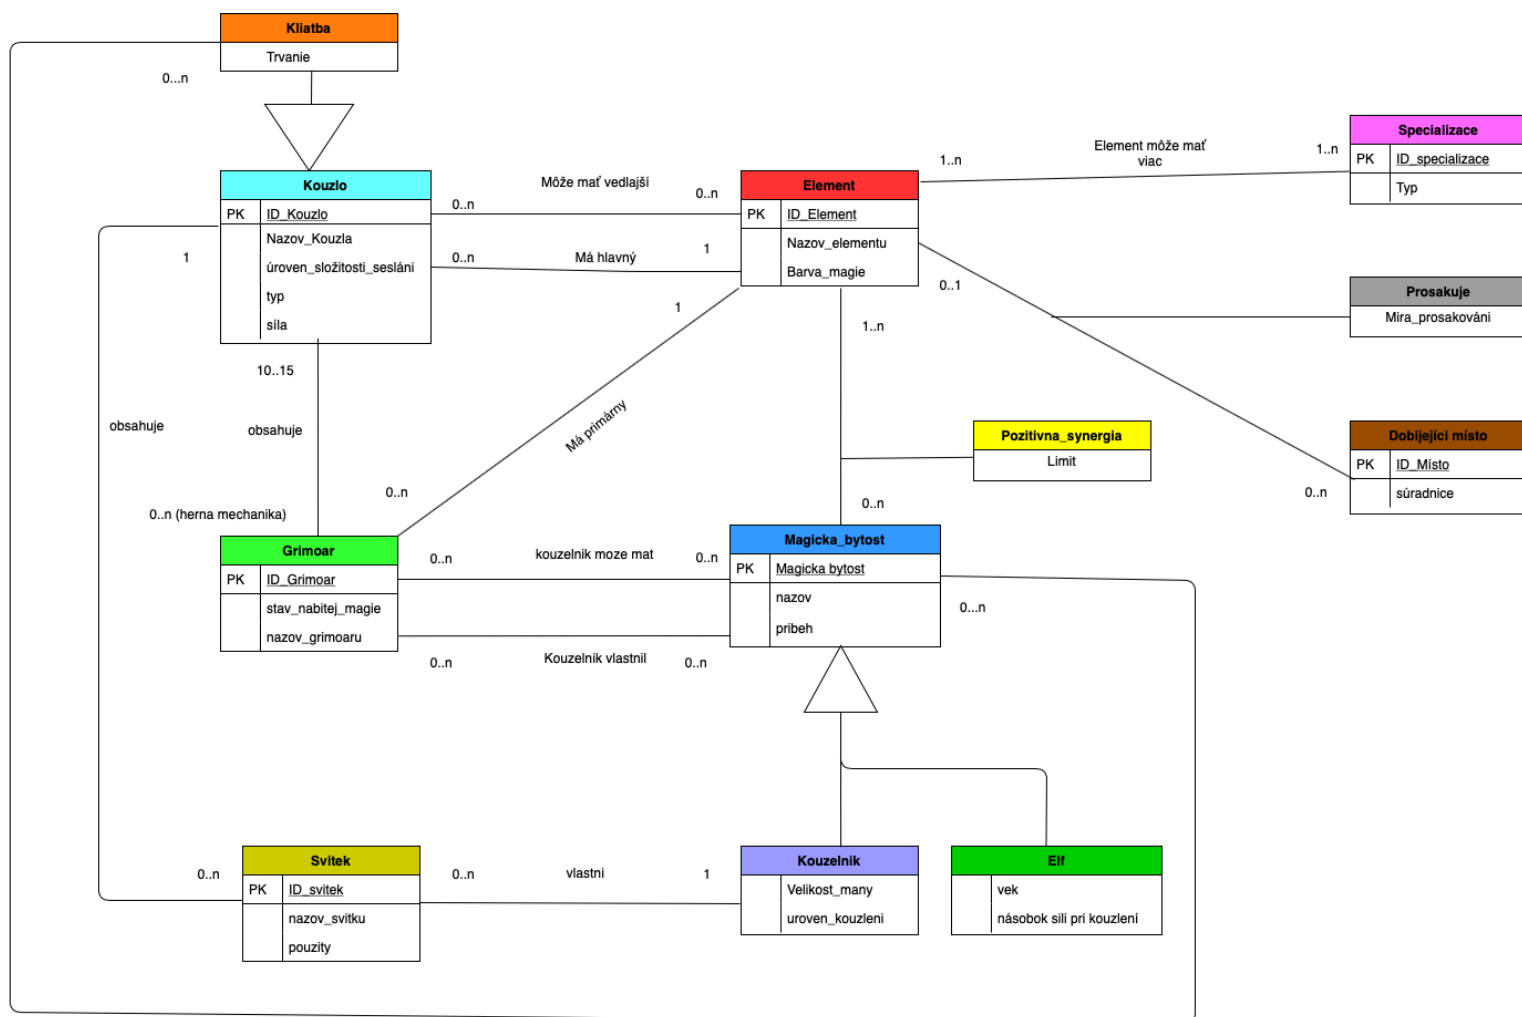 Kliatba
Trvanie
0...n
Kouzlo
PK ID_Kouzlo
Nazov_Kouzla
úroven_složitosti_sesláni
typ
síla
1
0..n
Môže mať vedlajší
0..n
0..n
Má hlavný
1
Element
PK ID_Element
Nazov_elementu
Barva_magie
1..n
Element môže mať
viac
1..n
Specializace
PK ID_specializace
Typ
Prosakuje
Mira_prosakováni
0..1
1
1..n
10..15
obsahuje
obsahuje
Má primárny
Pozitivna_synergia
Limit
Dobijejíci místo
PK ID_Místo
súradnice
0..n
0..n
0..n
0..n (herna mechanika)
Grimoar
PK ID_Grimoar
stav_nabitej_magie
nazov_grimoaru
0..n
kouzelnik moze mat
0..n
0..n
Kouzelnik vlastnil
0..n
Magicka_bytost
PK Magicka bytost
nazov
pribeh
0...n
Svitek
PK ID_svitek
nazov_svitku
pouzity
0..n
0..n
vlastni
1
Kouzelnik
Velikost_many
uroven_kouzleni
Elf
vek
násobok sili pri kouzlení